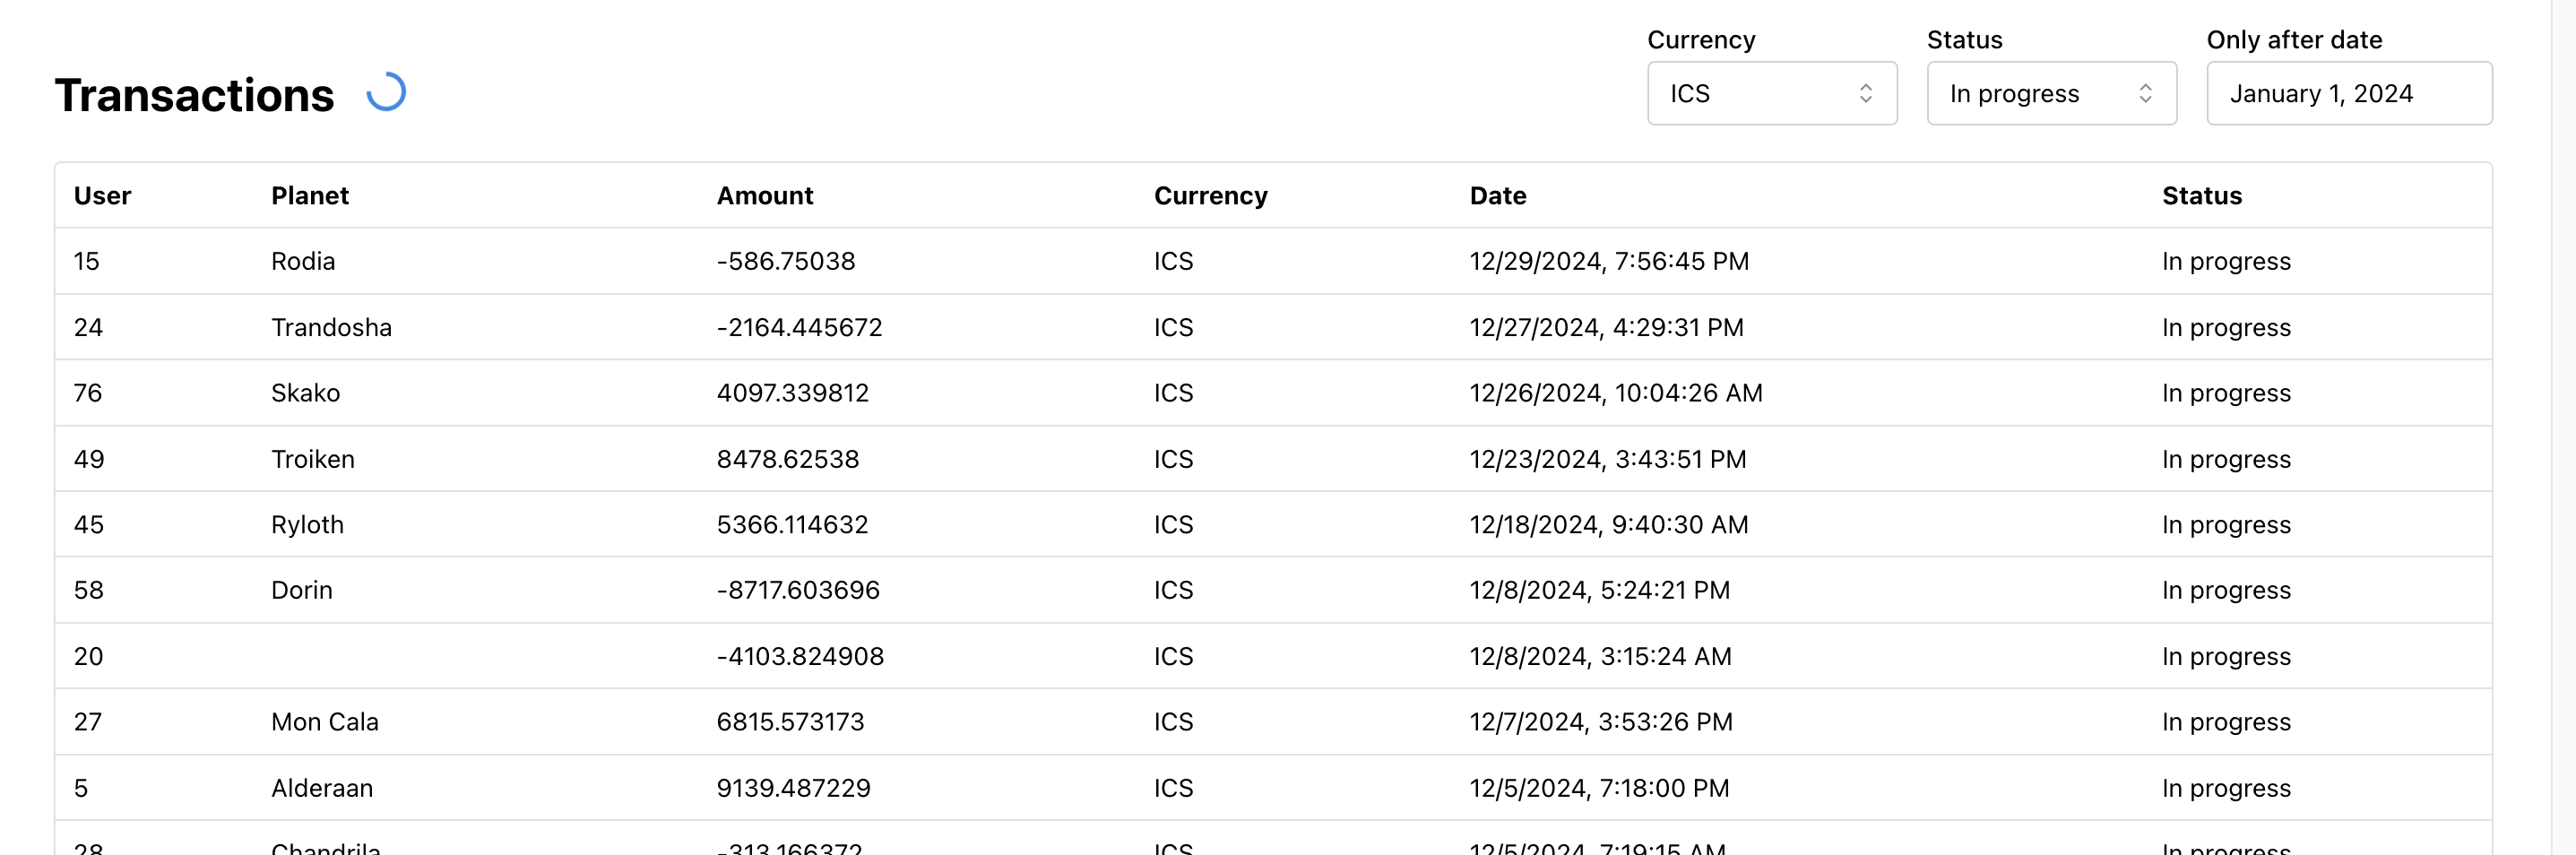 Currency Status Only after date
Transactions ICS In progress January 1, 2024
User Planet Amount Currency Date Status
15 Rodia -586.75038 ICS 12/29/2024, 7:56:45 PM In progress
24 Trandosha -2164.445672 ICS 12/27/2024, 4:29:31 PM In progress
76 Skako 4097.339812 ICS 12/26/2024, 10:04:26 AM In progress
49 Troiken 8478.62538 ICS 12/23/2024, 3:43:51 PM In progress
45 Ryloth 5366.114632 ICS 12/18/2024, 9:40:30 AM In progress
58 Dorin -8717.603696 ICS 12/8/2024, 5:24:21 PM In progress
20 -4103.824908 ICS 12/8/2024, 3:15:24 AM In progress
27 Mon Cala 6815.573173 ICS 12/7/2024, 3:53:26 PM In progress
5 Alderaan 9139.487229 ICS 12/5/2024, 7:18:00 PM In progress
28 Chandrila -313.166372 ICS 12/5/2024, 7:19:15 AM In progress